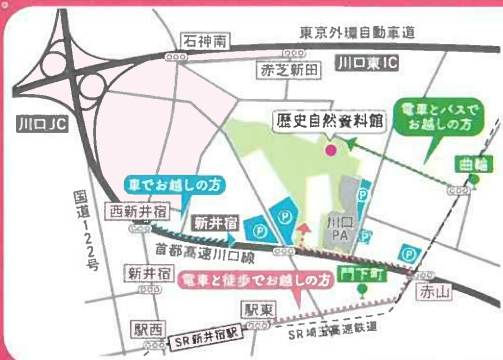 東京外環自動車道
石神南
赤芝新田
川口東IC
川口JC
歴史自然資料館
電車とバスで
お越しの方
曲輪
車でお越しの方
国道122号
西新井宿
新井宿
P
P
P
P
P
川口
PA
首都高速川口線
新井宿
電車と徒歩でお越しの方
門下町
赤山
駅東
駅西
SR新井宿駅
SR埼玉高速鉄道